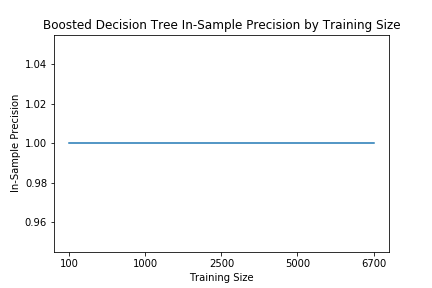 Boosted Decision Tree In-Sample Precision by Training Size
1.04
1.02
1.00
0.98
0.96
In-Sample Precision
100 1000 2500 5000 6700
Training Size